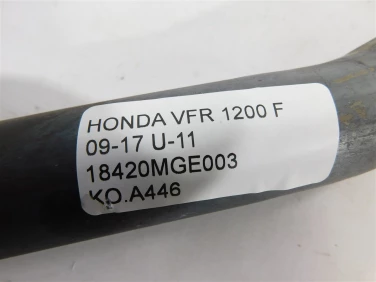 HONDA VFR 1200 F
09-17 U-11
18420MGE003
KO.A446